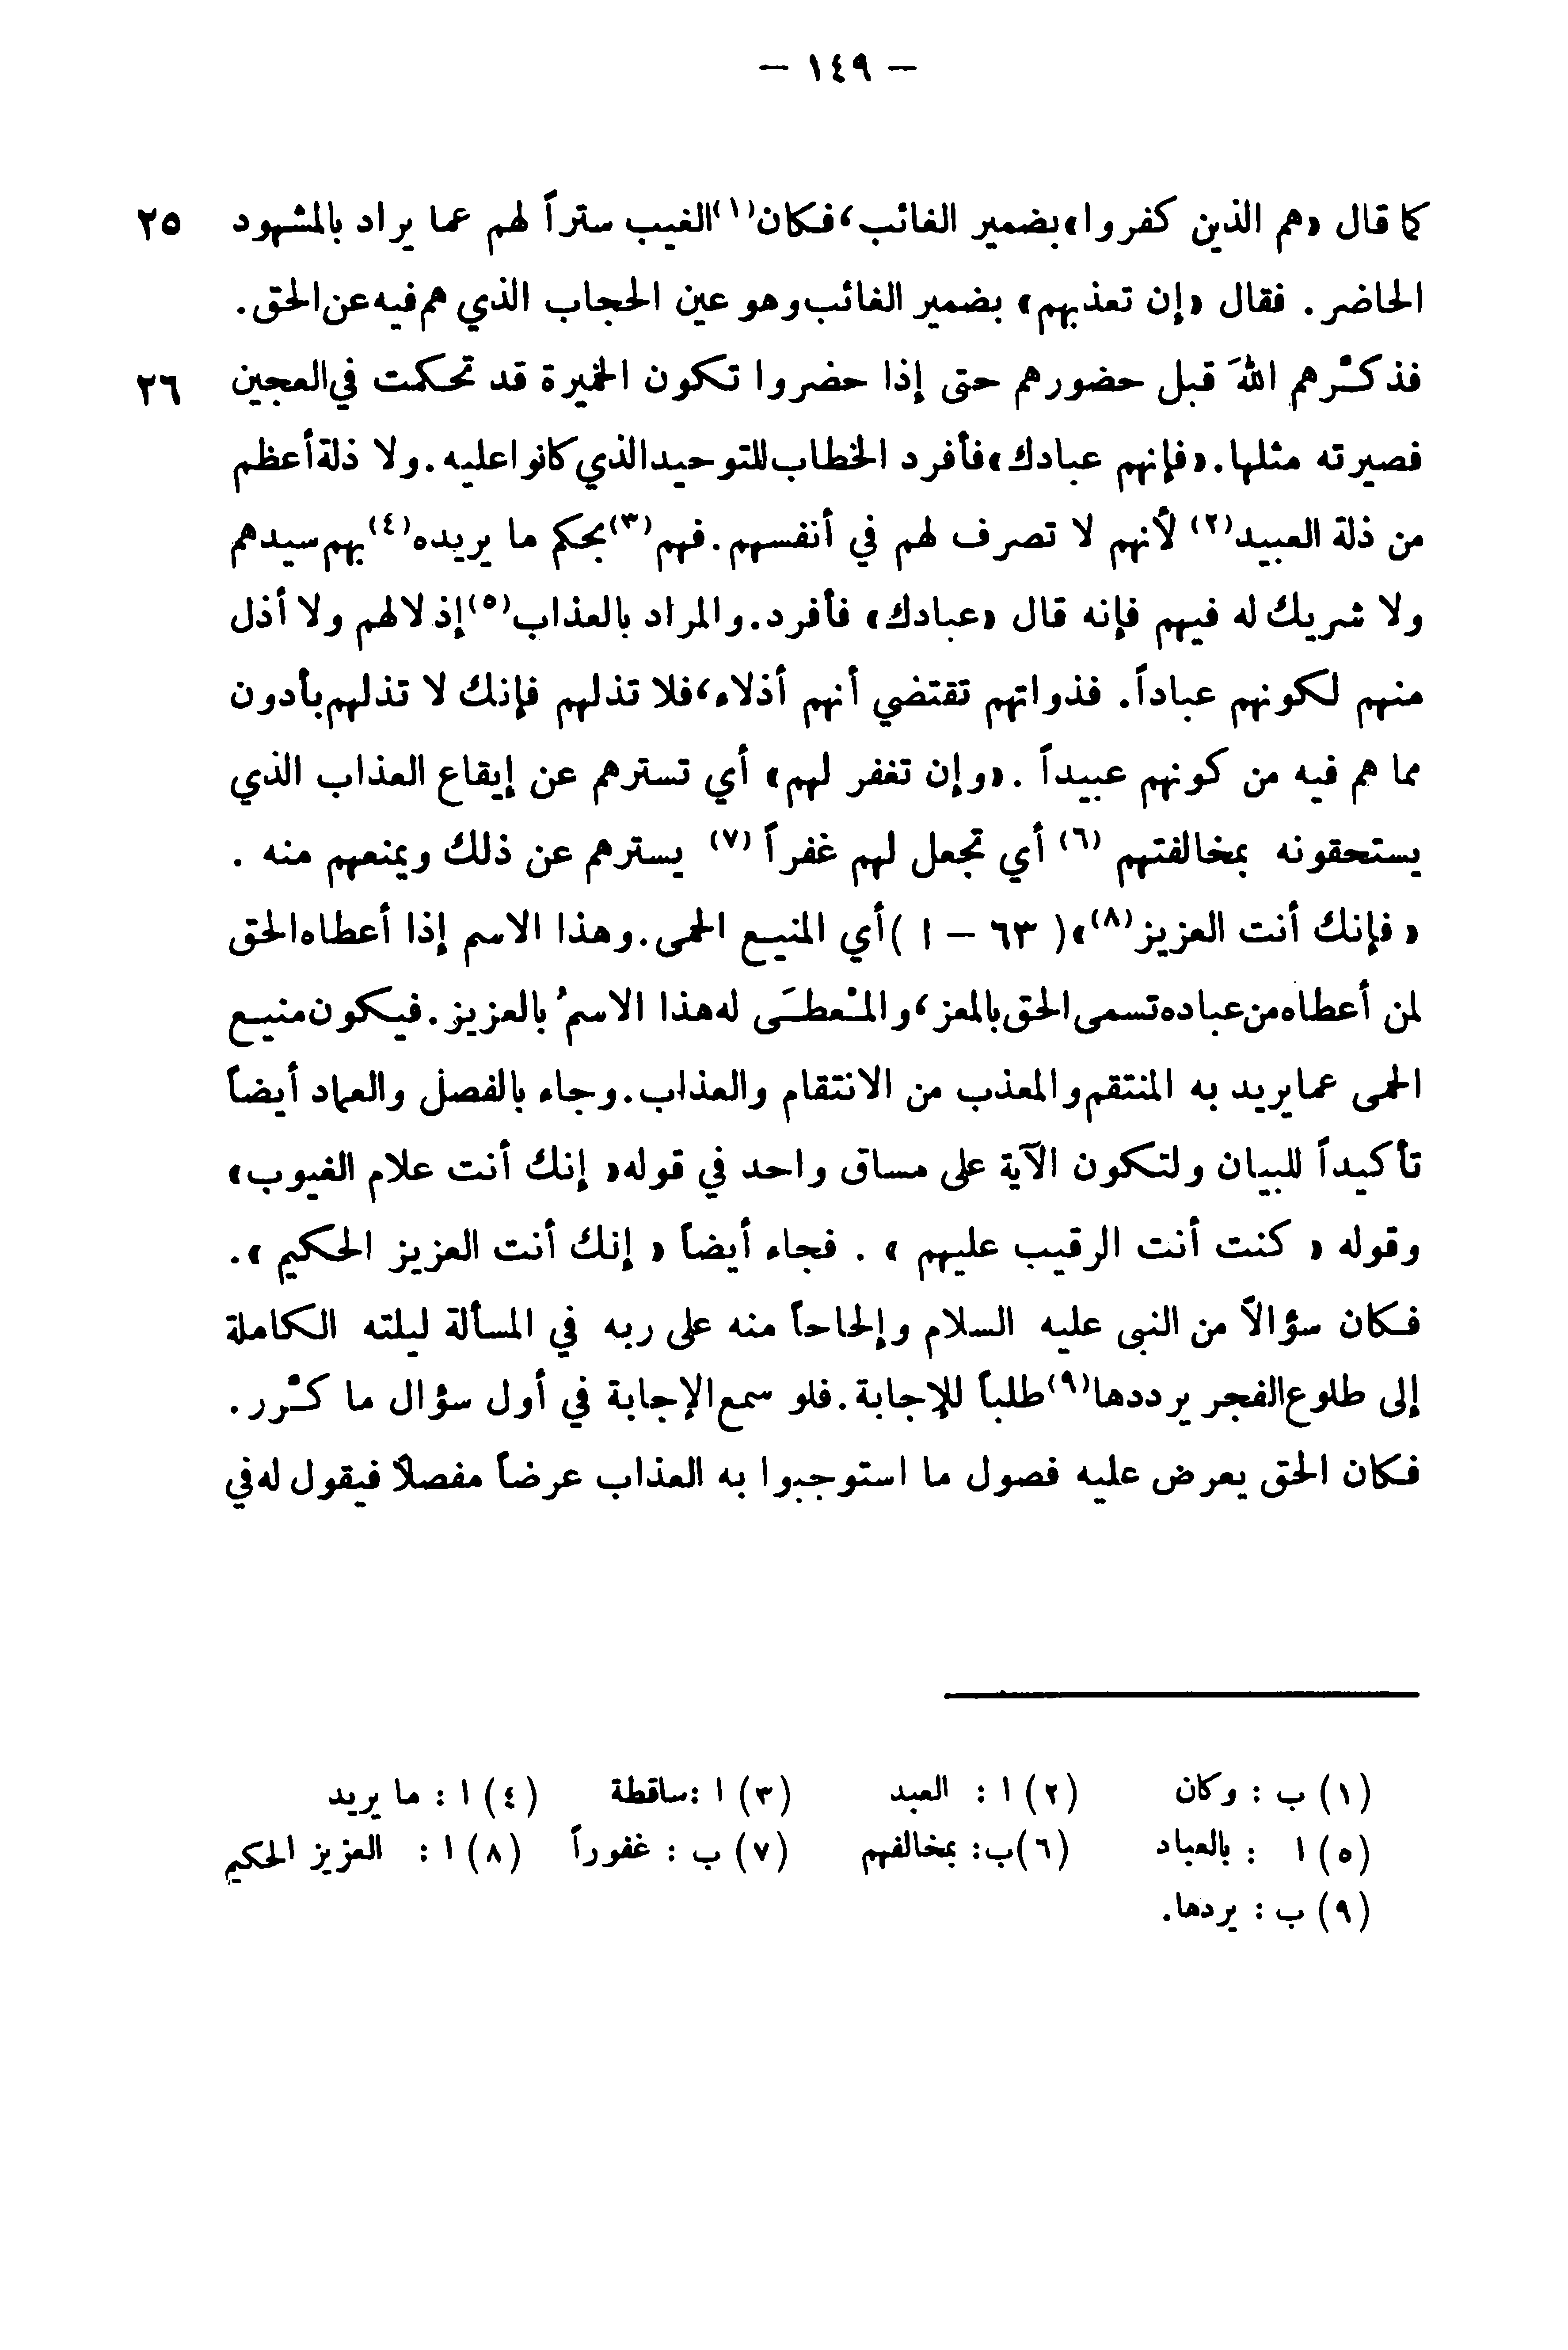 – ١٤٩ –
كما قال «هم الذين كفروا» بضمير الغائب، فكان(١) الغيب ستراً لهم عما يراد بالمشهود ٢٥
الحاضر. فقال «إن تعذبهم» بضمير الغائب وهو عين الحجاب الذي هم فيه عن الحق.
فذكَّرهم اللهَ قبل حضورهم حتى إذا حضروا تكون الخميرة قد تحكمت في العجين ٢٦
فصيرته مثلها. «فإنهم عبادك» فأفرد الخطاب للتوحيد الذي كانوا عليه. ولا ذلة أعظم
من ذلة العبيد(٢) لأنهم لا تصرف لهم في أنفسهم. فهم(٣) بحكم ما يريده(٤) بهم سيدهم
ولا شريك له فيهم فإنه قال «عبادك» فأفرد. والمراد بالعذاب(٥) إذلالهم ولا أذل
منهم لكونهم عباداً. فذواتهم تقتضي أنهم أذلاء، فلا تذلهم فإنك لا تذلهم بأدون
مما هم فيه من كونهم عبيداً. «وإن تغفر لهم» أي تسترهم عن إيقاع العذاب الذي
يستحقونه بمخالفتهم (٦) أي تجعل لهم غفراً (٧) يسترهم عن ذلك ويمنعهم منه .
« فإنك أنت العزيز(٨)» ( ٦٣ – ا ) أي المنيع الحمى. وهذا الاسم إذا أعطاه الحق
لمن أعطاه من عباده تسمى الحق بالمعز، والمُعطَى له هذا الاسمُ بالعزيز. فيكون منيع
الحمى عما يريد به المنتقم والمعذب من الانتقام والعذاب. وجاء بالفصل والعماد أيضاً
تأكيداً للبيان ولتكون الآية على مساق واحد في قوله « إنك أنت علام الغيوب»
وقوله « كنت أنت الرقيب عليهم » . فجاء أيضاً « إنك أنت العزيز الحكيم ».
فكان سؤالاً من النبي عليه السلام وإلحاحاً منه على ربه في المسألة ليلته الكاملة
إلى طلوع الفجر يرددها(٩) طلباً للإجابة. فلو سمع الإجابة في أول سؤال ما كرَّر.
فكان الحق يعرض عليه فصول ما استوجبوا به العذاب عرضاً مفصلاً فيقول له في
(١) ب : وكان (٢) ا : العبد (٣) ا : ساقطة (٤) ا : ما يريد
(٥) ا : بالعباد (٦) ب: بمخالفهم (٧) ب : غفوراً (٨) ا : العزيز الحكيم
(٩) ب : يردها.